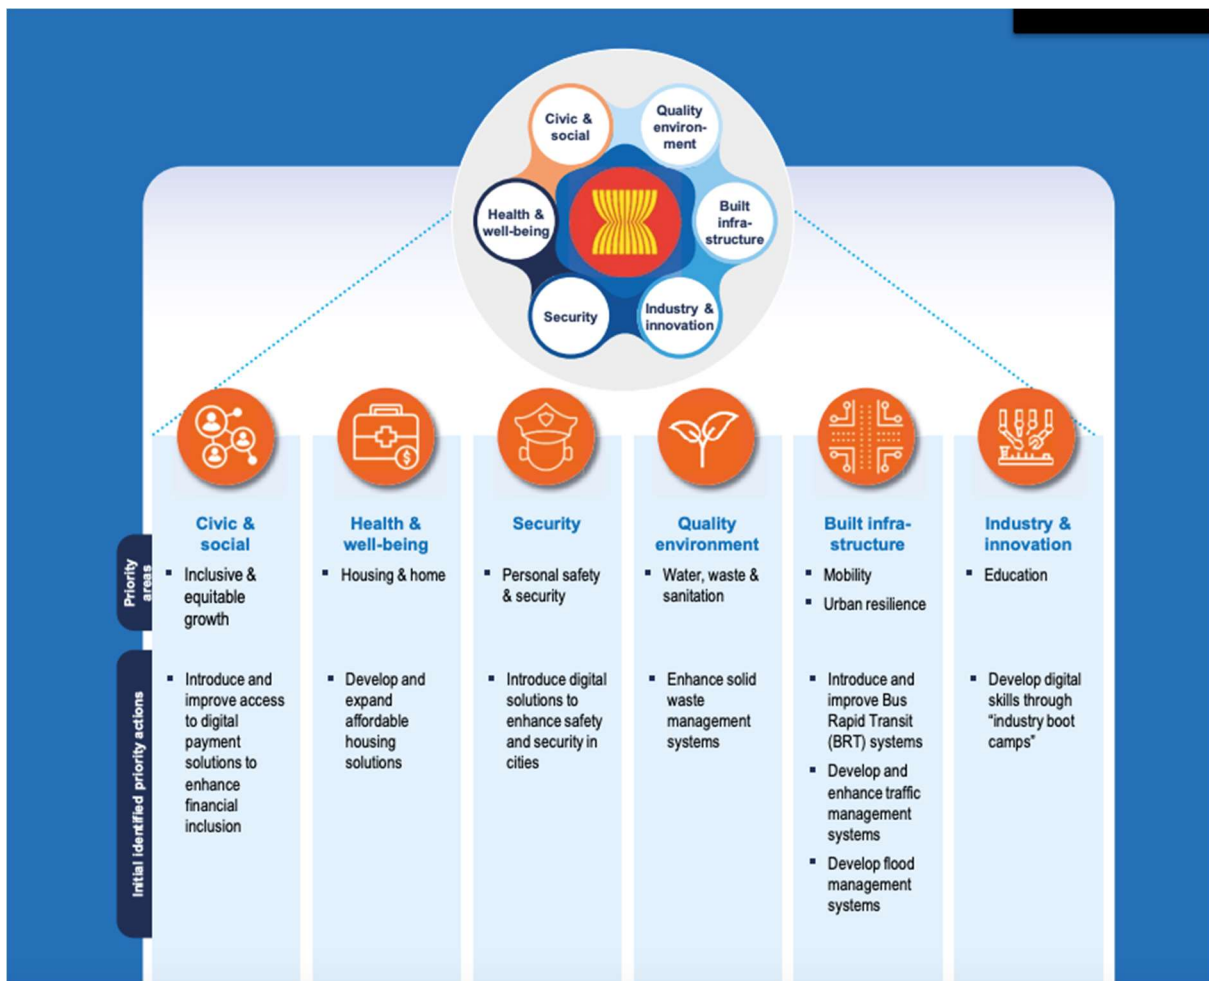 Civic &
social
Quality
environ-
ment
Health &
well-being
Built
infra-
structure
Security
Industry &
innovation
Civic &
social
Health &
well-being
Security
Quality
environment
Built infra-
structure
Industry &
innovation
Priority
areas
▪ Inclusive &
equitable
growth
▪ Housing & home
▪ Personal safety
& security
▪ Water, waste &
sanitation
▪ Mobility
▪ Urban resilience
▪ Education
Initial identified priority actions
▪ Introduce and
improve access
to digital
payment
solutions to
enhance
financial
inclusion
▪ Develop and
expand
affordable
housing
solutions
▪ Introduce digital
solutions to
enhance safety
and security in
cities
▪ Enhance solid
waste
management
systems
▪ Introduce and
improve Bus
Rapid Transit
(BRT) systems
▪ Develop and
enhance traffic
management
systems
▪ Develop flood
management
systems
▪ Develop digital
skills through
“industry boot
camps”